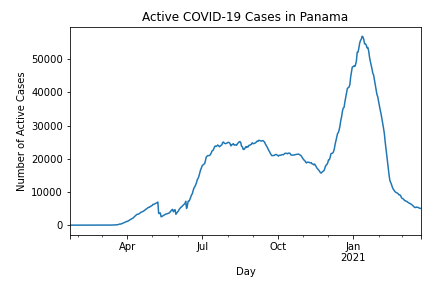 Active COVID-19 Cases in Panama
Number of Active Cases
50000
40000
30000
20000
10000
0
Apr
Jul
Oct
Jan
2021
Day